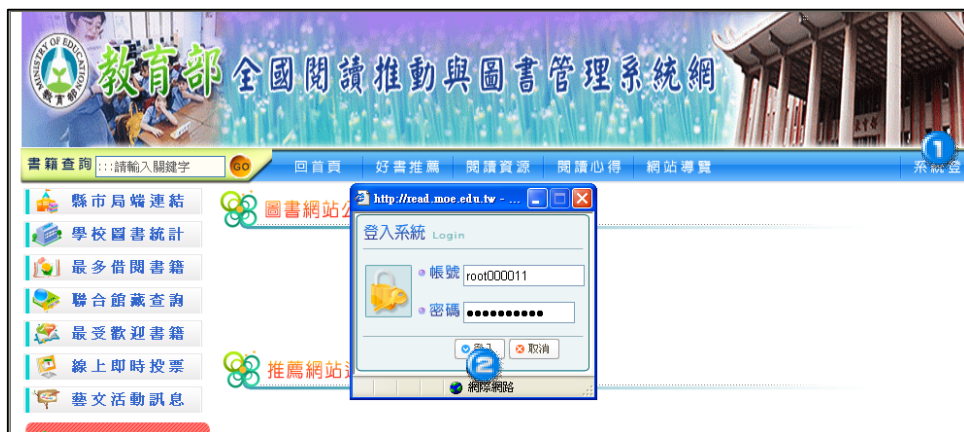 MINISTRY OF EDUCATION
教育部
教育部 全國閱讀推動與圖書管理系統網
書籍查詢 :::請輸入關鍵字 GO 回首頁 好書推薦 閱讀資源 閱讀心得 網站導覽 系統登
1
縣市局端連結
學校圖書統計
最多借閱書籍
聯合館藏查詢
最受歡迎書籍
線上即時投票
藝文活動訊息
圖書網站公
推薦網站
http://read.moe.edu.tw - ...
登入系統 Login
帳號 root000011
密碼 ●●●●●●●●●●
登入 取消
2
網際網路